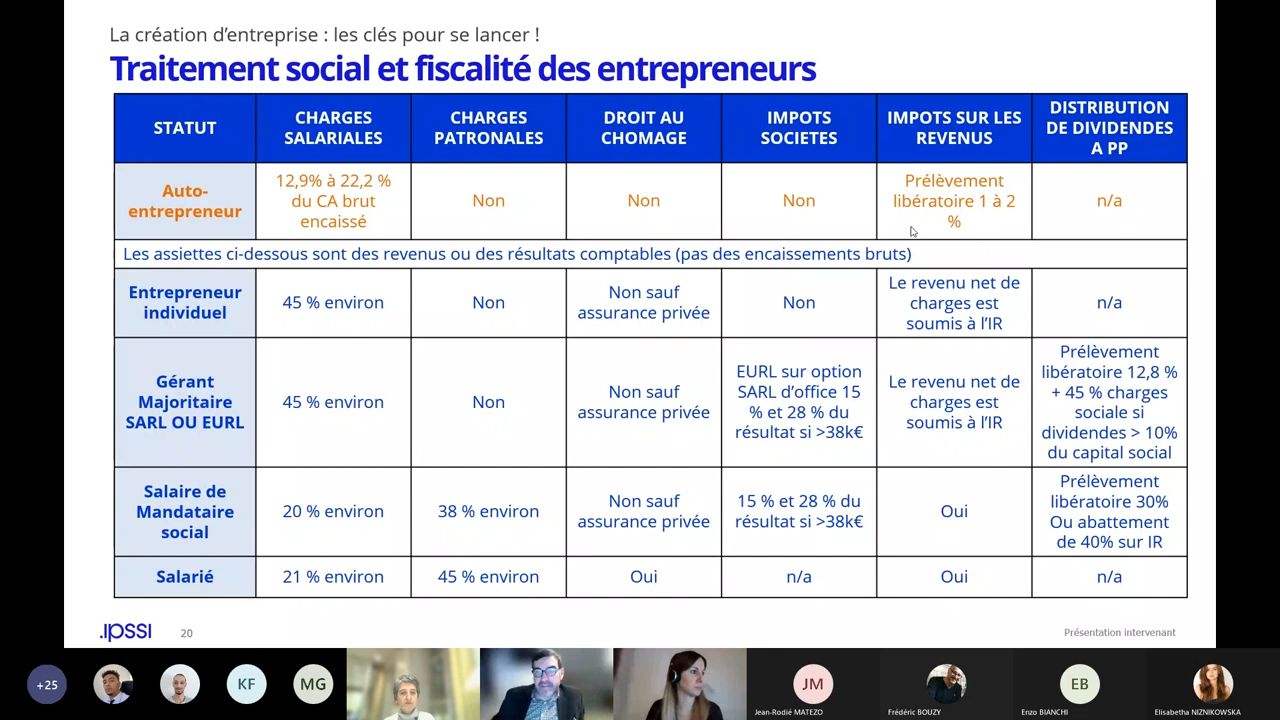 La création d'entreprise : les clés pour se lancer !
Traitement social et fiscalité des entrepreneurs
STATUT
CHARGES
SALARIALES
CHARGES
PATRONALES
DROIT AU
CHOMAGE
IMPOTS
SOCIETES
IMPOTS SUR LES
REVENUS
DISTRIBUTION
DE DIVIDENDES
A PP
Auto-
entrepreneur
12,9% à 22,2 %
du CA brut
encaissé
Non
Non
Non
Prélèvement
libératoire 1 à 2
%
n/a
Les assiettes ci-dessous sont des revenus ou des résultats comptables (pas des encaissements bruts)
Entrepreneur
individuel
45 % environ
Non
Non sauf
assurance privée
Non
Le revenu net de
charges est
soumis à l'IR
n/a
Gérant
Majoritaire
SARL OU EURL
45 % environ
Non
Non sauf
assurance privée
EURL sur option
SARL d'office 15
% et 28 % du
résultat si >38k€
Le revenu net de
charges est
soumis à l'IR
Prélèvement
libératoire 12,8 %
+ 45 % charges
sociale si
dividendes > 10%
du capital social
Salaire de
Mandataire
social
20 % environ
38 % environ
Non sauf
assurance privée
15 % et 28 % du
résultat si >38k€
Oui
Prélèvement
libératoire 30%
Ou abattement
de 40% sur IR
Salarié
21 % environ
45 % environ
Oui
n/a
Oui
n/a
.IPSSI
20
Présentation intervenant
+25
KF
MG
JM
EB
Jean-Rodié MATEZO
Frédéric BOUZY
Enzo BIANCHI
Elisabetha NIZNIKOWSKA